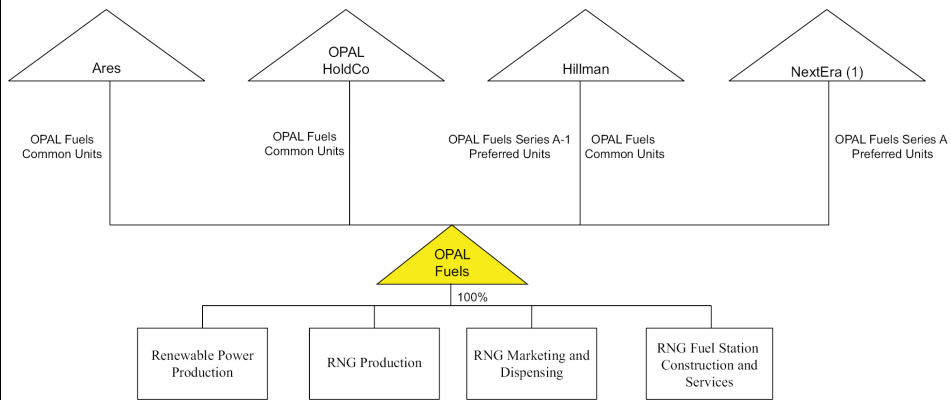 Ares
OPAL
HoldCo
Hillman
NextEra (1)
OPAL Fuels
Common Units
OPAL Fuels
Common Units
OPAL Fuels Series A-1
Preferred Units
OPAL Fuels
Common Units
OPAL Fuels Series A
Preferred Units
OPAL
Fuels
100%
Renewable Power
Production
RNG Production
RNG Marketing and
Dispensing
RNG Fuel Station
Construction and
Services